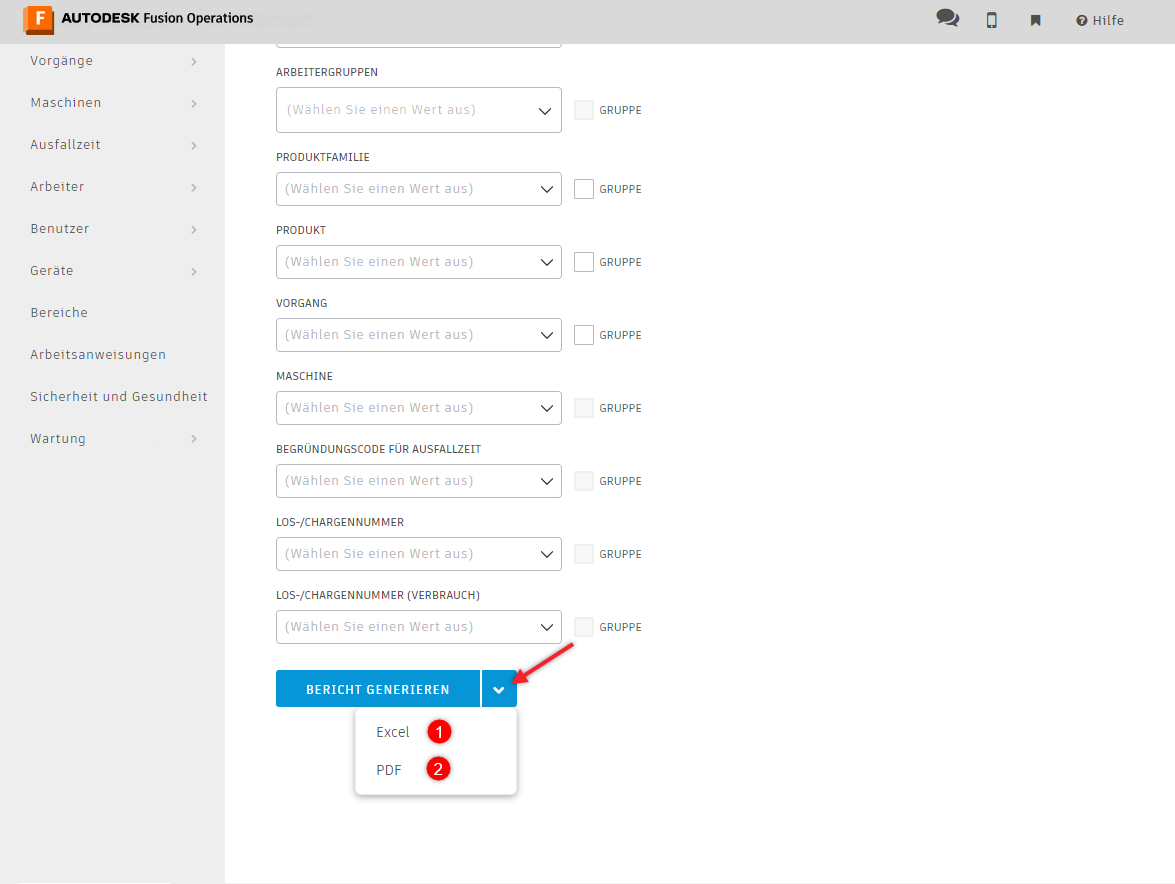 F AUTODESK Fusion Operations
Hilfe
Vorgänge
Maschinen
Ausfallzeit
Arbeiter
Benutzer
Geräte
Bereiche
Arbeitsanweisungen
Sicherheit und Gesundheit
Wartung
ARBEITERGRUPPEN
(Wählen Sie einen Wert aus) GRUPPE
PRODUKTFAMILIE
(Wählen Sie einen Wert aus) GRUPPE
PRODUKT
(Wählen Sie einen Wert aus) GRUPPE
VORGANG
(Wählen Sie einen Wert aus) GRUPPE
MASCHINE
(Wählen Sie einen Wert aus) GRUPPE
BEGRÜNDUNGSCODE FÜR AUSFALLZEIT
(Wählen Sie einen Wert aus) GRUPPE
LOS-/CHARGENNUMMER
(Wählen Sie einen Wert aus) GRUPPE
LOS-/CHARGENNUMMER (VERBRAUCH)
(Wählen Sie einen Wert aus) GRUPPE
BERICHT GENERIEREN
Excel 1
PDF 2